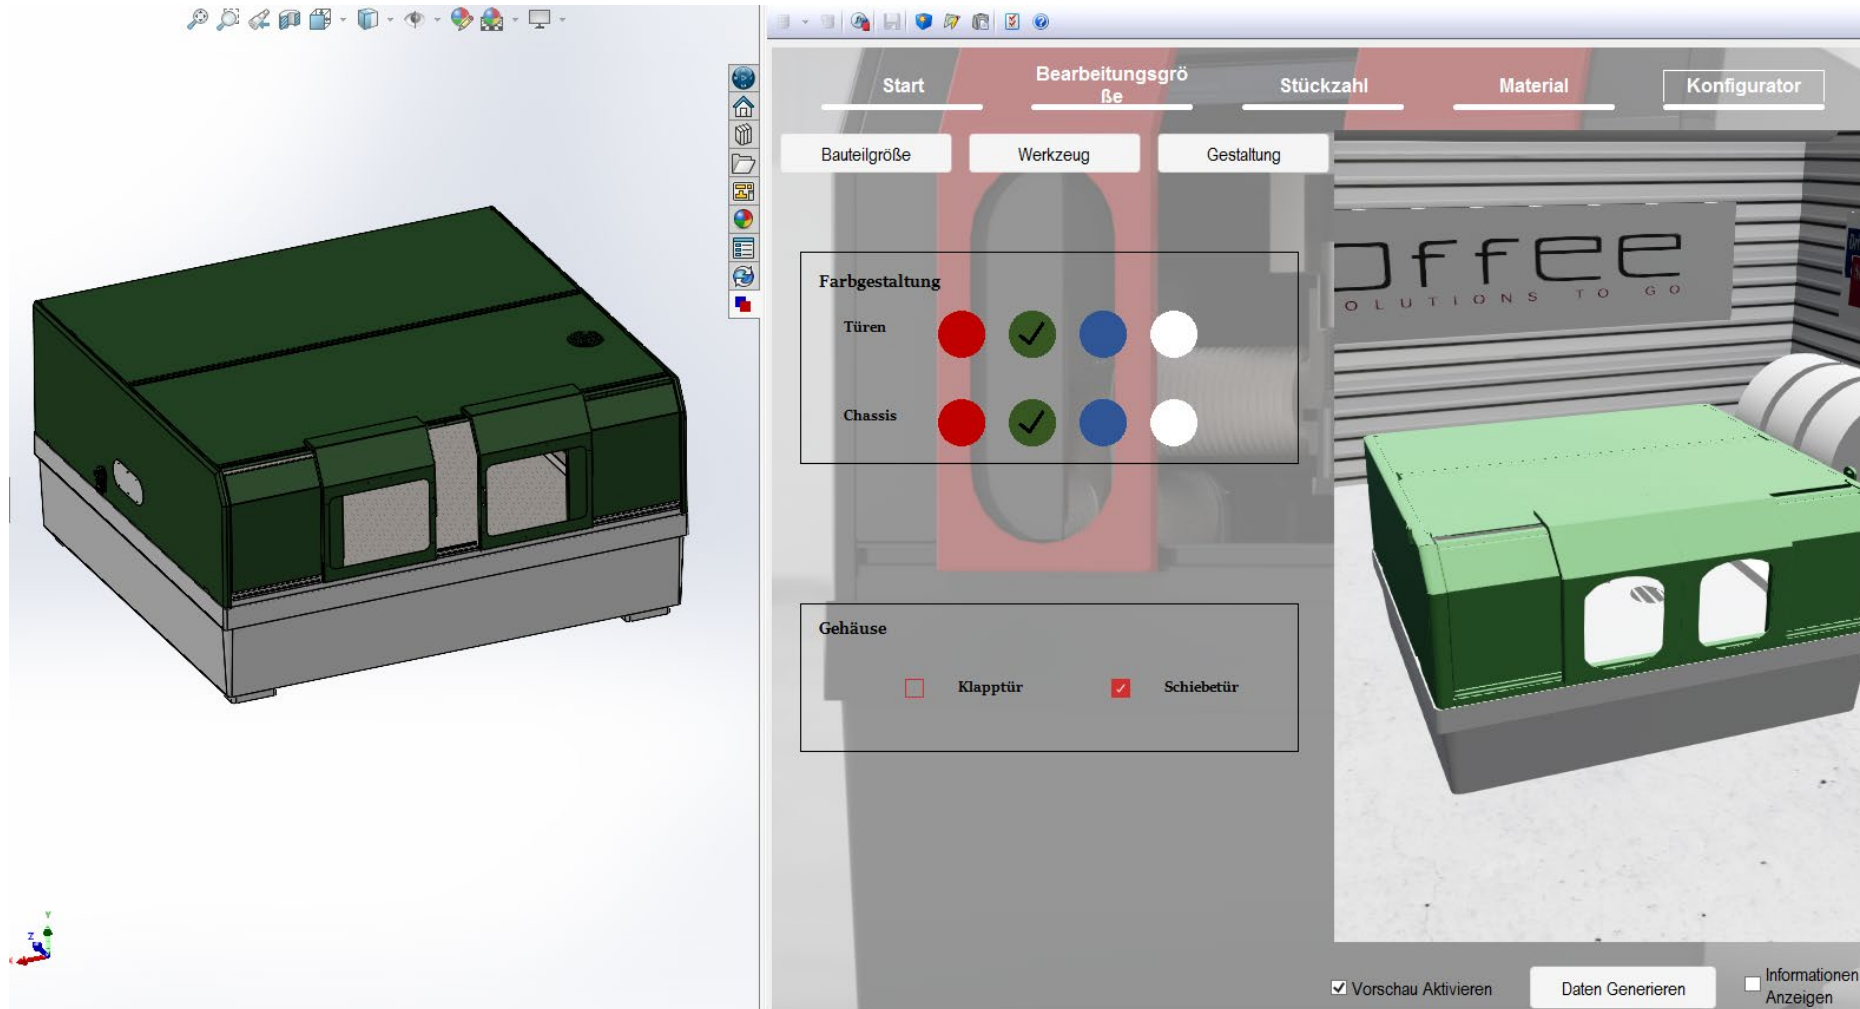 Start
Bearbeitungsgrö
ße
Stückzahl
Material
Konfigurator
Bauteilgröße
Werkzeug
Gestaltung
offee
OLUTIONS TO GO
Farbgestaltung
Türen
Chassis
Gehäuse
Klapptür
Schiebetür
Y
Z
Vorschau Aktivieren
Daten Generieren
Informationen
Anzeigen